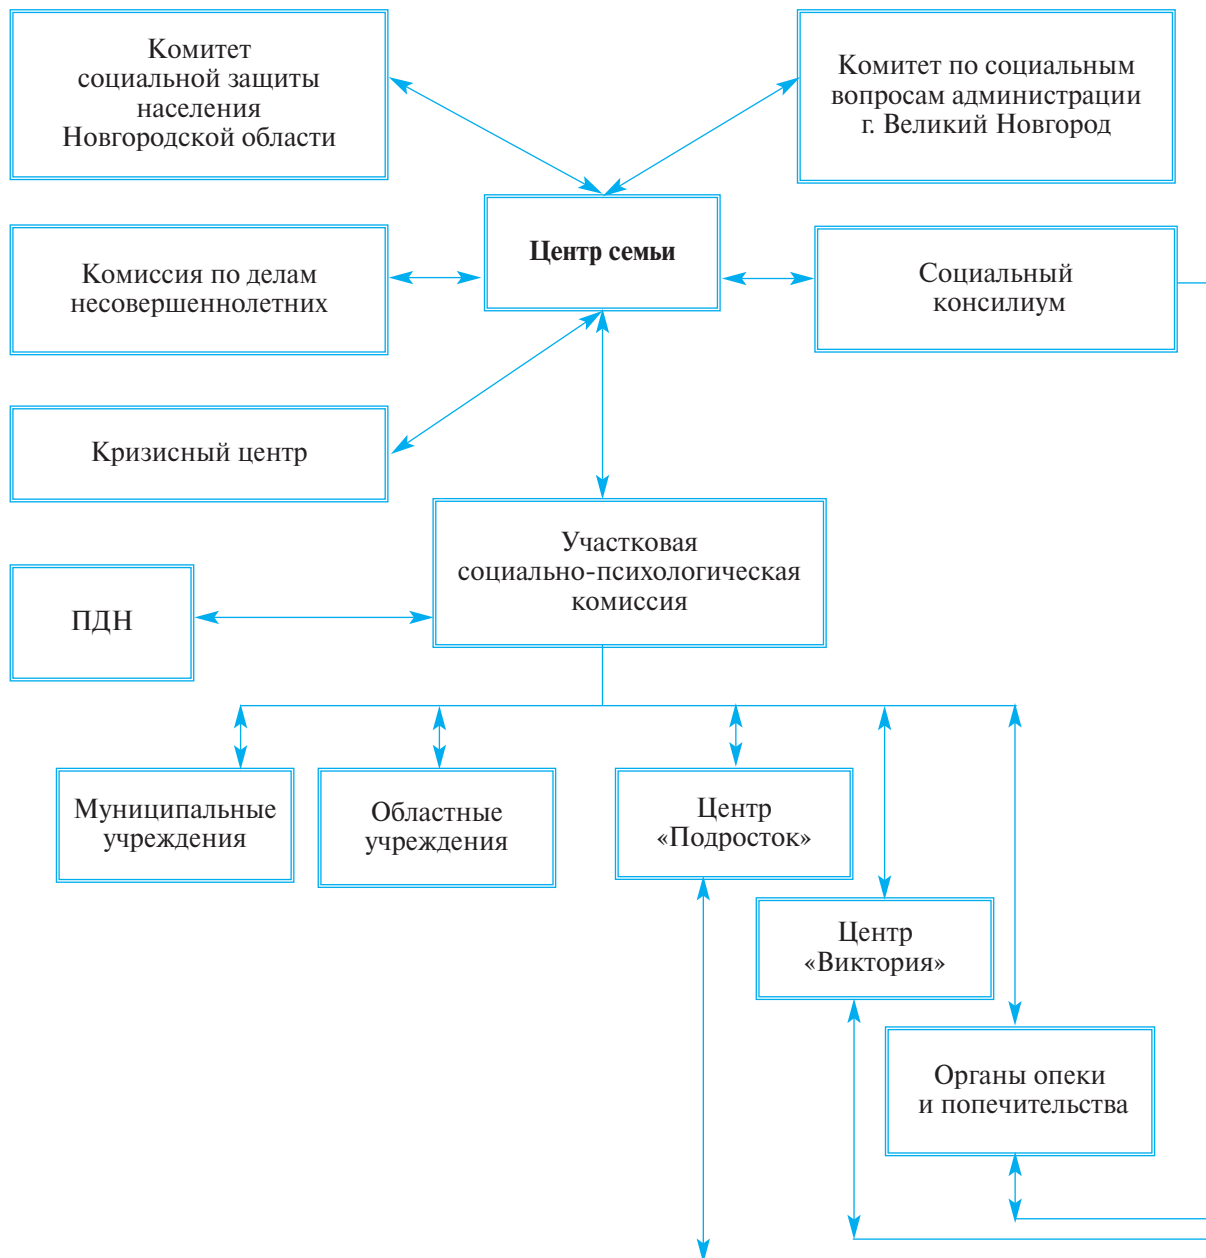 Комитет
социальной защиты
населения
Новгородской области
Комитет по социальным
вопросам администрации
г. Великий Новгород
Центр семьи
Комиссия по делам
несовершеннолетних
Социальный
консилиум
Кризисный центр
Участковая
социально-психологическая
комиссия
ПДН
Муниципальные
учреждения
Областные
учреждения
Центр
«Подросток»
Центр
«Виктория»
Органы опеки
и попечительства